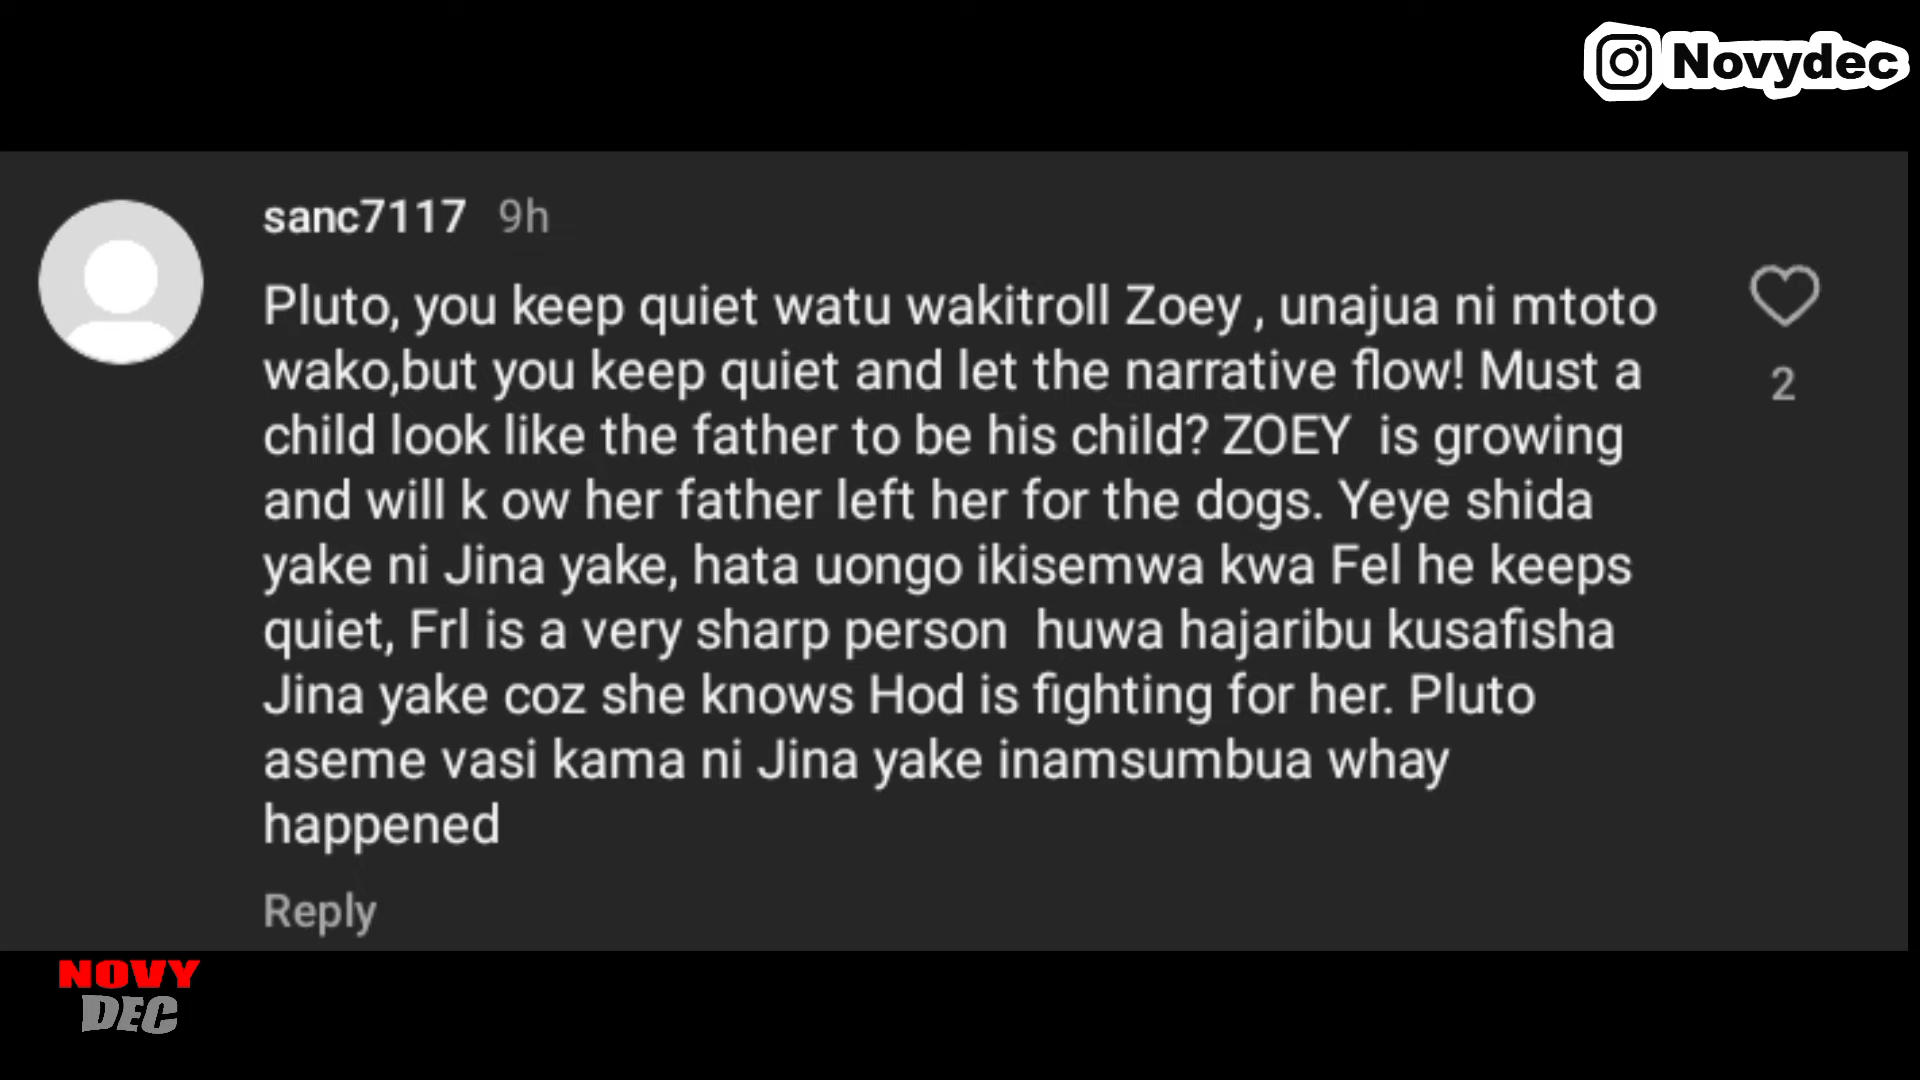 Novydec
sanc7117 9h
Pluto, you keep quiet watu wakitroll Zoey , unajua ni mtoto
wako,but you keep quiet and let the narrative flow! Must a
child look like the father to be his child? ZOEY  is growing
and will k ow her father left her for the dogs. Yeye shida
yake ni Jina yake, hata uongo ikisemwa kwa Fel he keeps
quiet, Frl is a very sharp person  huwa hajaribu kusafisha
Jina yake coz she knows Hod is fighting for her. Pluto
aseme vasi kama ni Jina yake inamsumbua whay
happened
2
Reply
NOVY
DEC